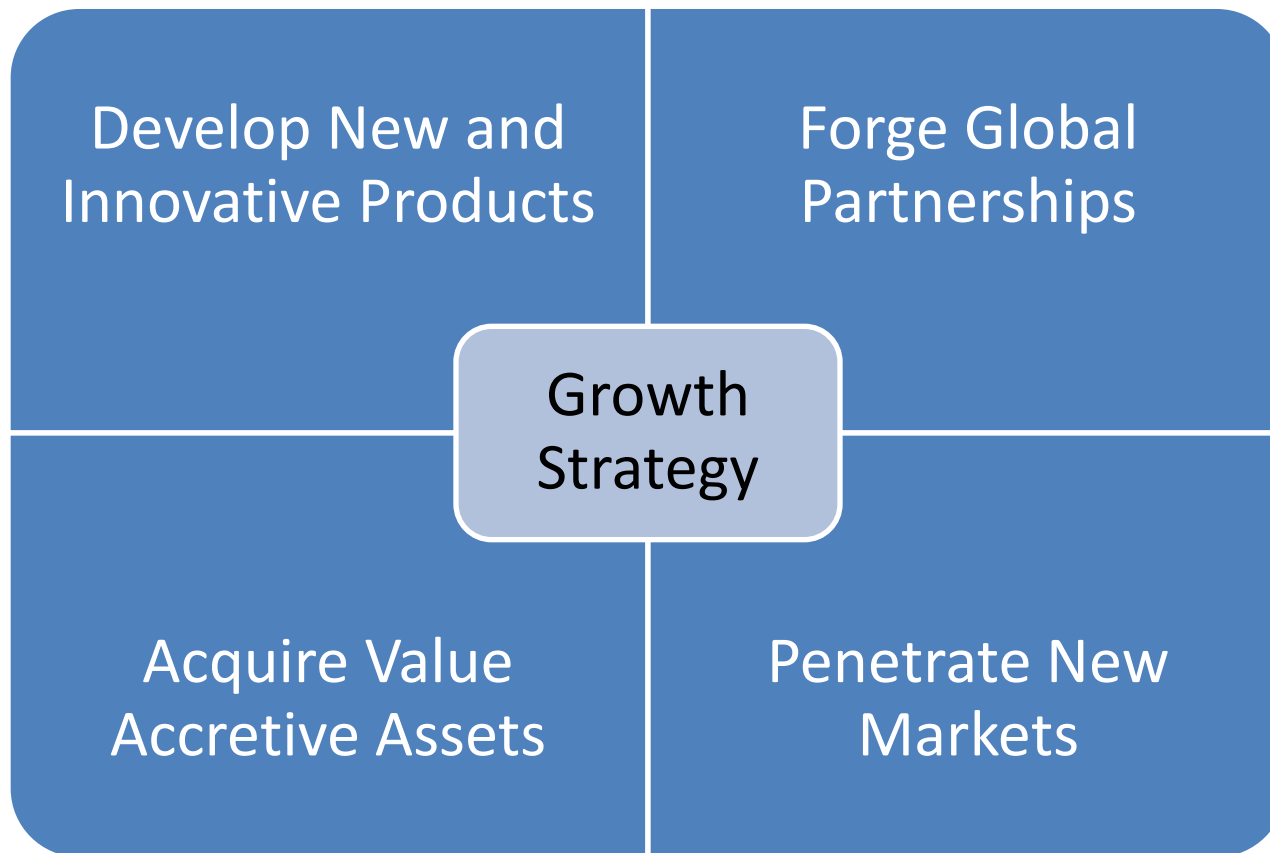 Develop New and
Innovative Products
Forge Global
Partnerships
Growth
Strategy
Acquire Value
Accretive Assets
Penetrate New
Markets